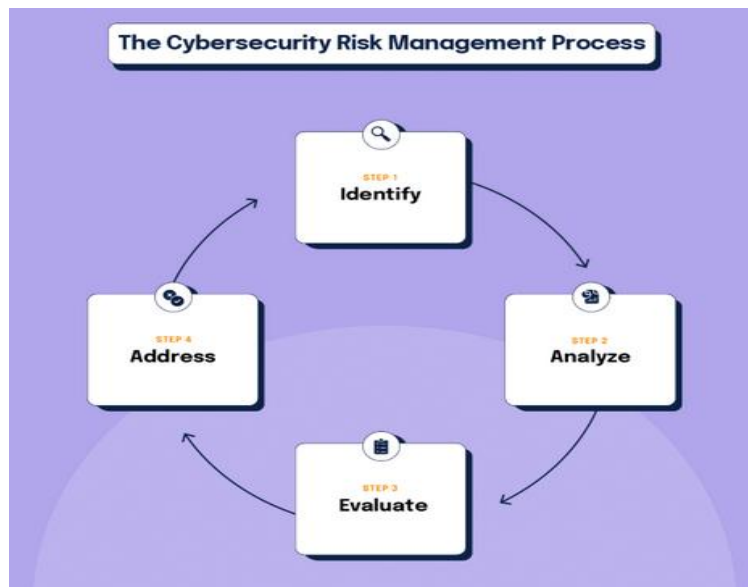 The Cybersecurity Risk Management Process
STEP 1
Identify
STEP 2
Analyze
STEP 3
Evaluate
STEP 4
Address